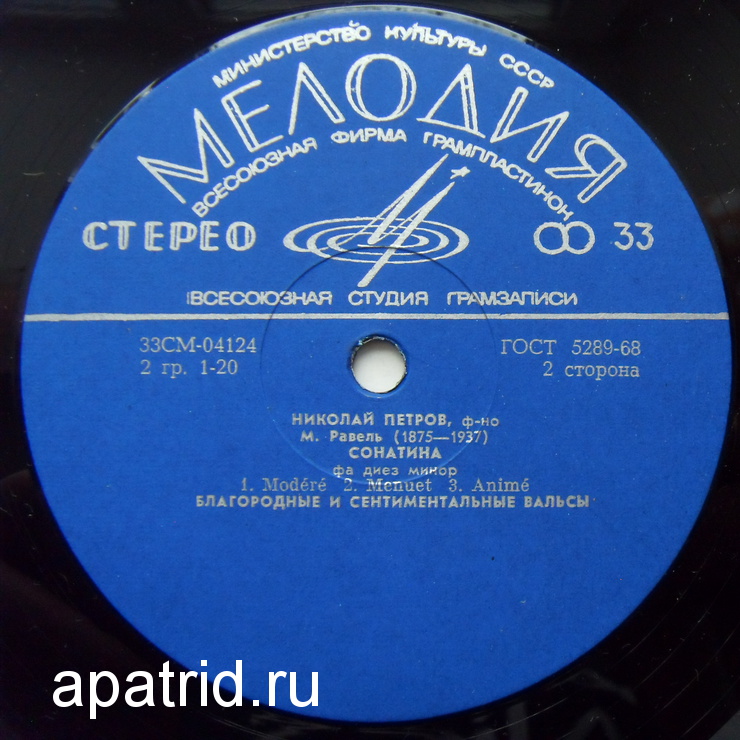 МИНИСТЕРСТВО КУЛЬТУРЫ СССР
МЕЛОДИЯ
ВСЕСОЮЗНАЯ ФИРМА ГРАМПЛАСТИНОК
СТЕРЕО 33
ВСЕСОЮЗНАЯ СТУДИЯ ГРАМЗАПИСИ
33СМ-04124 ГОСТ 5289-68
2 гр. 1-20 2 сторона
НИКОЛАЙ ПЕТРОВ, ф-но
М. Равель (1875—1937)
СОНАТИНА
фа диез минор
1. Modéré 2. Menuet 3. Animé
БЛАГОРОДНЫЕ И СЕНТИМЕНТАЛЬНЫЕ ВАЛЬСЫ
apatrid.ru